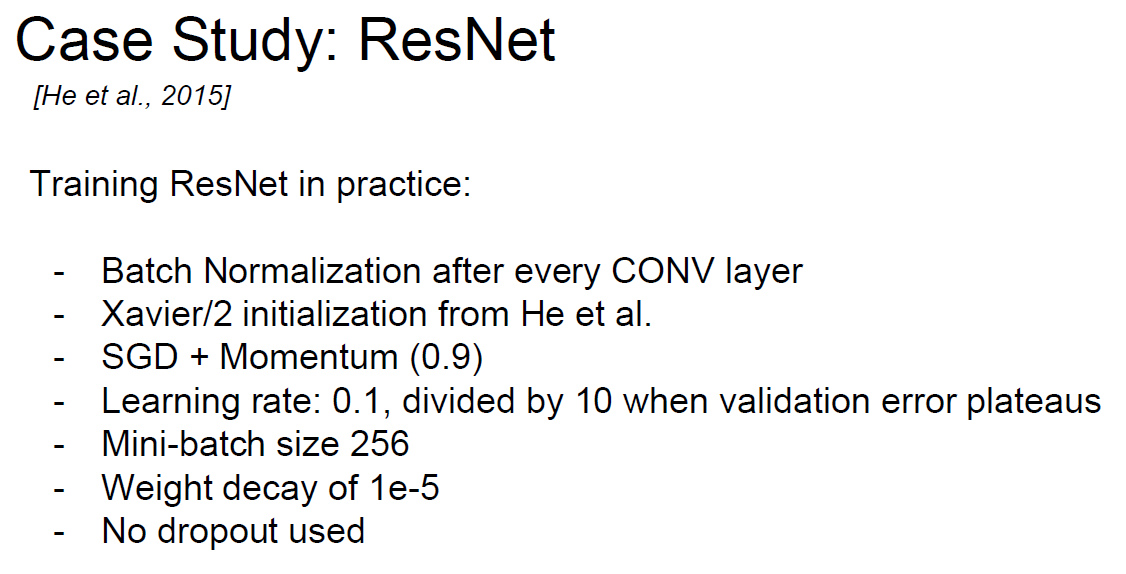 Case Study: ResNet
[He et al., 2015]
Training ResNet in practice:
- Batch Normalization after every CONV layer
- Xavier/2 initialization from He et al.
- SGD + Momentum (0.9)
- Learning rate: 0.1, divided by 10 when validation error plateaus
- Mini-batch size 256
- Weight decay of 1e-5
- No dropout used